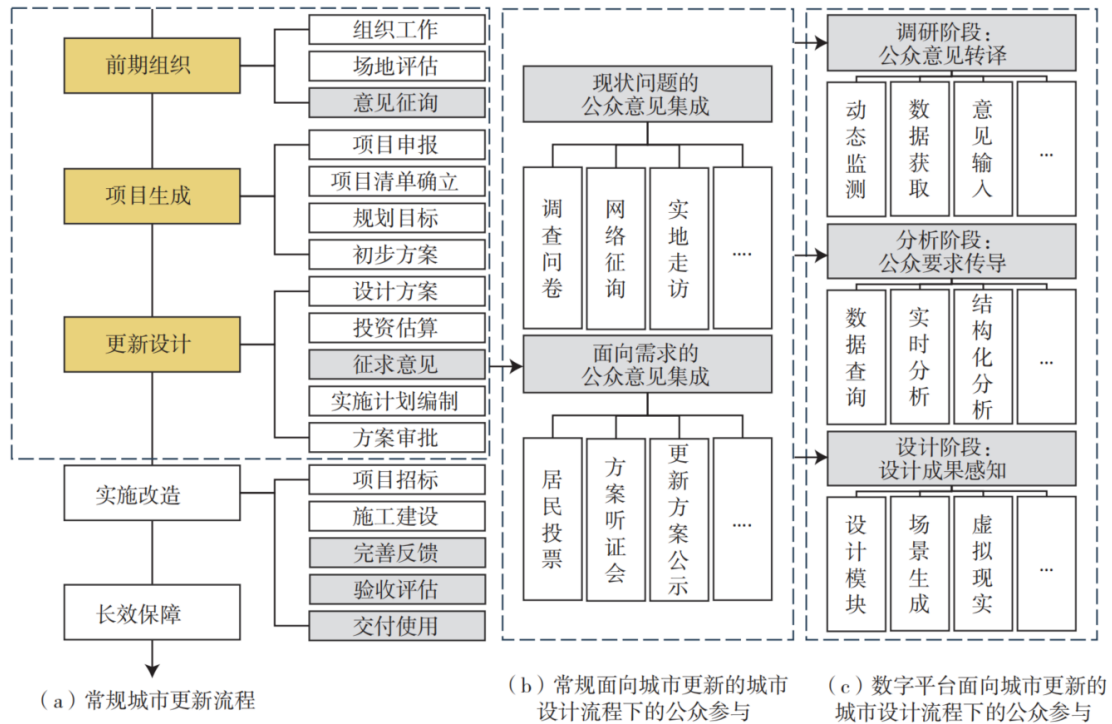 前期组织
组织工作
场地评估
意见征询
项目生成
项目申报
项目清单确立
规划目标
初步方案
更新设计
设计方案
投资估算
征求意见
实施计划编制
方案审批
实施改造
项目招标
施工建设
完善反馈
长效保障
验收评估
交付使用
(a)常规城市更新流程
现状问题的
公众意见集成
调查问卷
网络征询
实地走访
....
面向需求的
公众意见集成
居民投票
方案听证会
更新方案公示
....
(b)常规面向城市更新的城市
设计流程下的公众参与
调研阶段：
公众意见转译
动态监测
数据获取
意见输入
...
分析阶段：
公众要求传导
数据查询
实时分析
结构化分析
...
设计阶段：
设计成果感知
设计模块
场景生成
虚拟现实
...
(c)数字平台面向城市更新的
城市设计流程下的公众参与